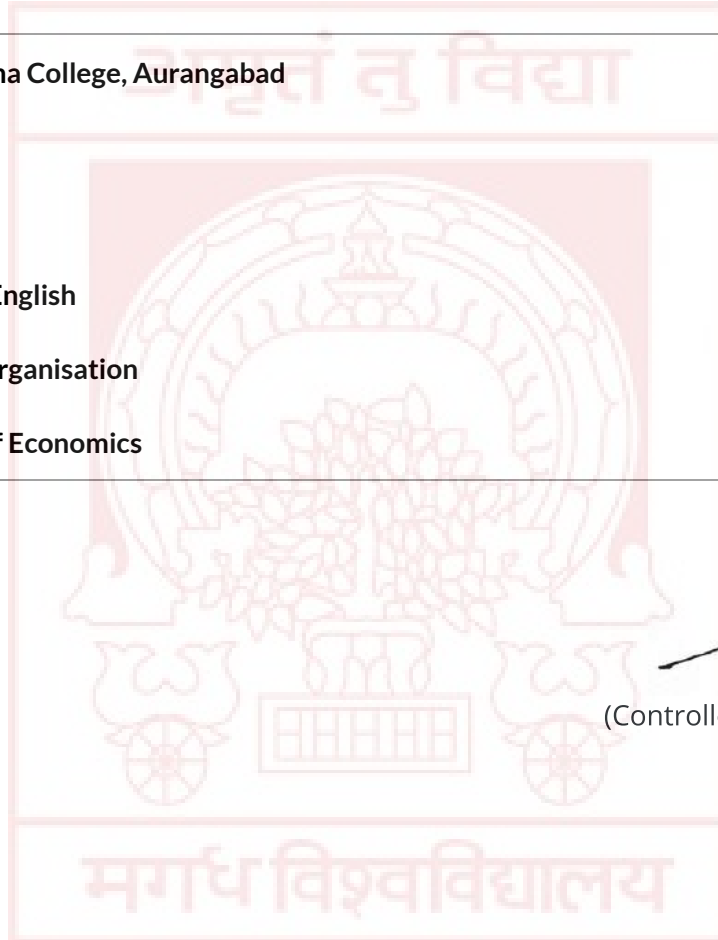 अमृतं तु विद्या
na College, Aurangabad
English
rganisation
f Economics
(Controll
मगध विश्वविद्यालय